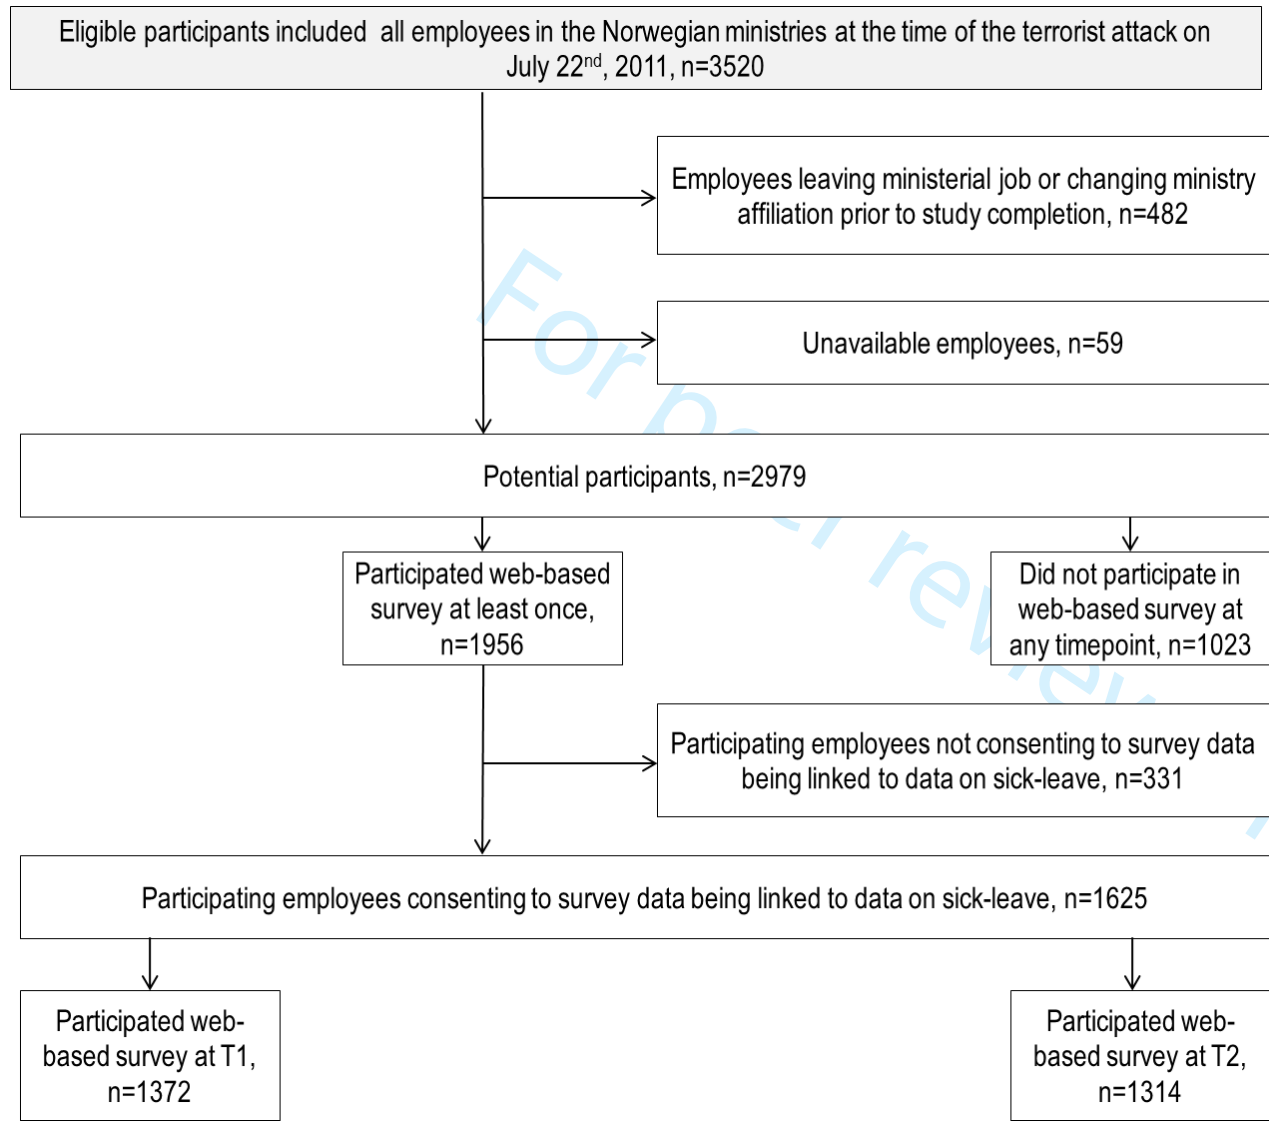 Eligible participants included  all employees in the Norwegian ministries at the time of the terrorist attack on
July 22nd, 2011, n=3520
Employees leaving ministerial job or changing ministry
affiliation prior to study completion, n=482
Unavailable employees, n=59
Potential participants, n=2979
Participated web-based
survey at least once,
n=1956
Did not participate in
web-based survey at
any timepoint, n=1023
Participating employees not consenting to survey data
being linked to data on sick-leave, n=331
Participating employees consenting to survey data being linked to data on sick-leave, n=1625
Participated web-
based survey at T1,
n=1372
Participated web-
based survey at T2,
n=1314
For peer review